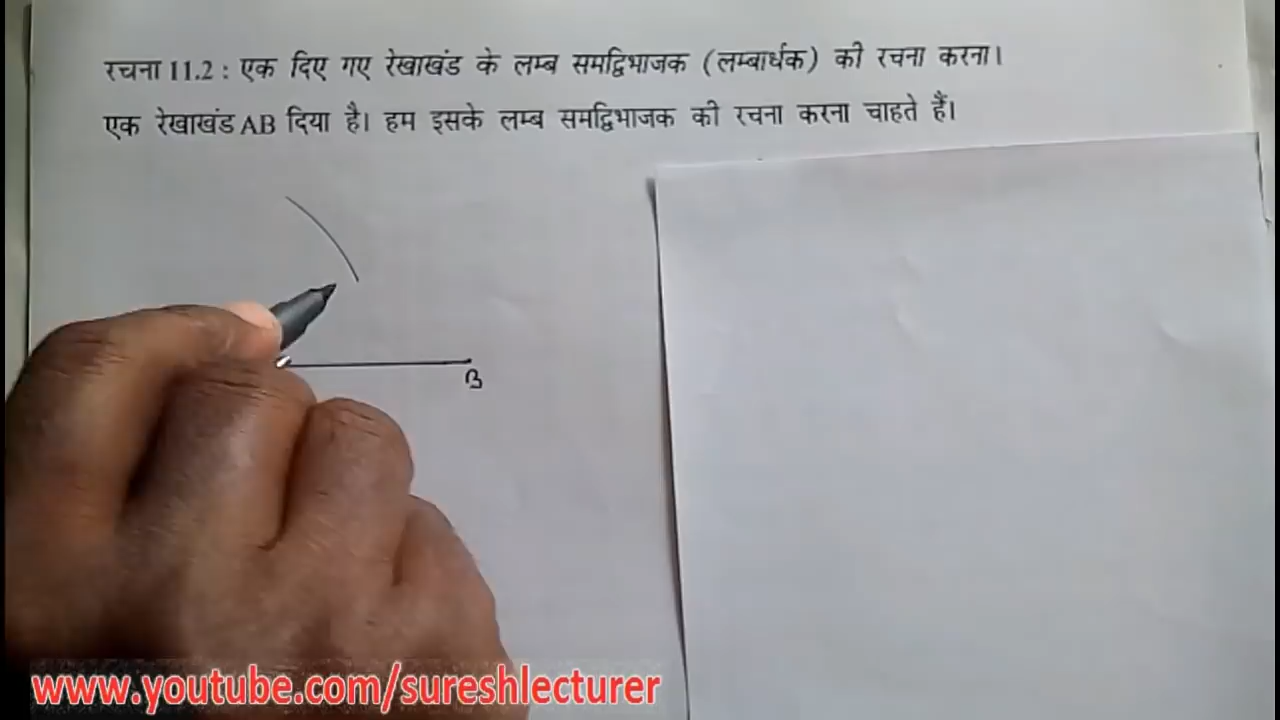 रचना 11.2 : एक दिए गए रेखाखंड के लम्ब समद्विभाजक (लम्बार्धक) की रचना करना।
एक रेखाखंड AB दिया है। हम इसके लम्ब समद्विभाजक की रचना करना चाहते हैं।
B
www.youtube.com/sureshlecturer